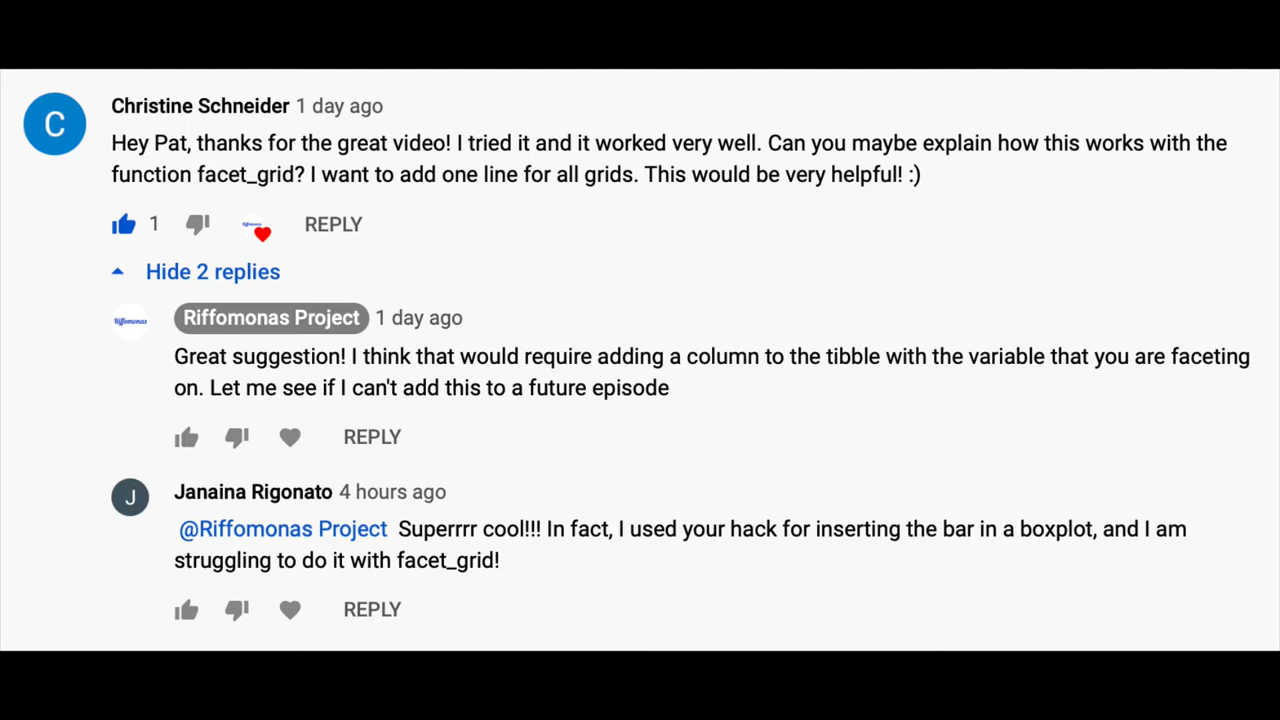 C
Christine Schneider 1 day ago
Hey Pat, thanks for the great video! I tried it and it worked very well. Can you maybe explain how this works with the
function facet_grid? I want to add one line for all grids. This would be very helpful! :)
1 REPLY
Hide 2 replies
Riffomonas
Riffomonas Project 1 day ago
Great suggestion! I think that would require adding a column to the tibble with the variable that you are faceting
on. Let me see if I can't add this to a future episode
REPLY
J
Janaina Rigonato 4 hours ago
@Riffomonas Project Superrrr cool!!! In fact, I used your hack for inserting the bar in a boxplot, and I am
struggling to do it with facet_grid!
REPLY